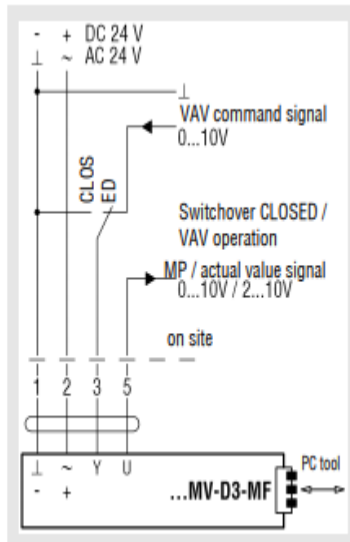 - + DC 24 V
⊥ ~ AC 24 V
⊥
VAV command signal
0...10V
CLOS
ED
Switchover CLOSED /
VAV operation
MP / actual value signal
0...10V / 2...10V
on site
1 2 3 5
⊥ ~ Y U
- +
...MV-D3-MF
PC tool